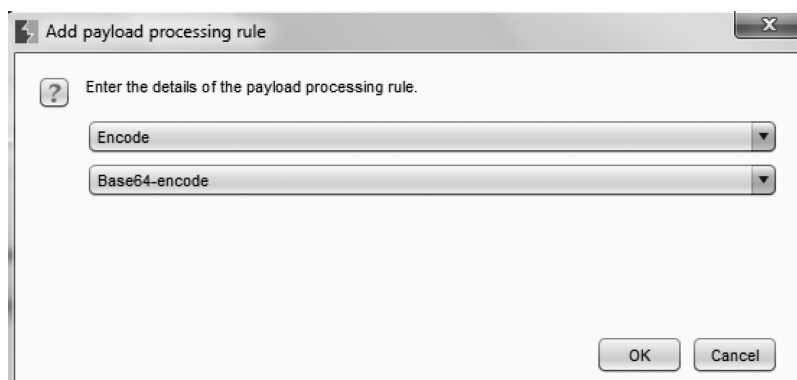 Add payload processing rule
X
?
Enter the details of the payload processing rule.
Encode
Base64-encode
OK
Cancel